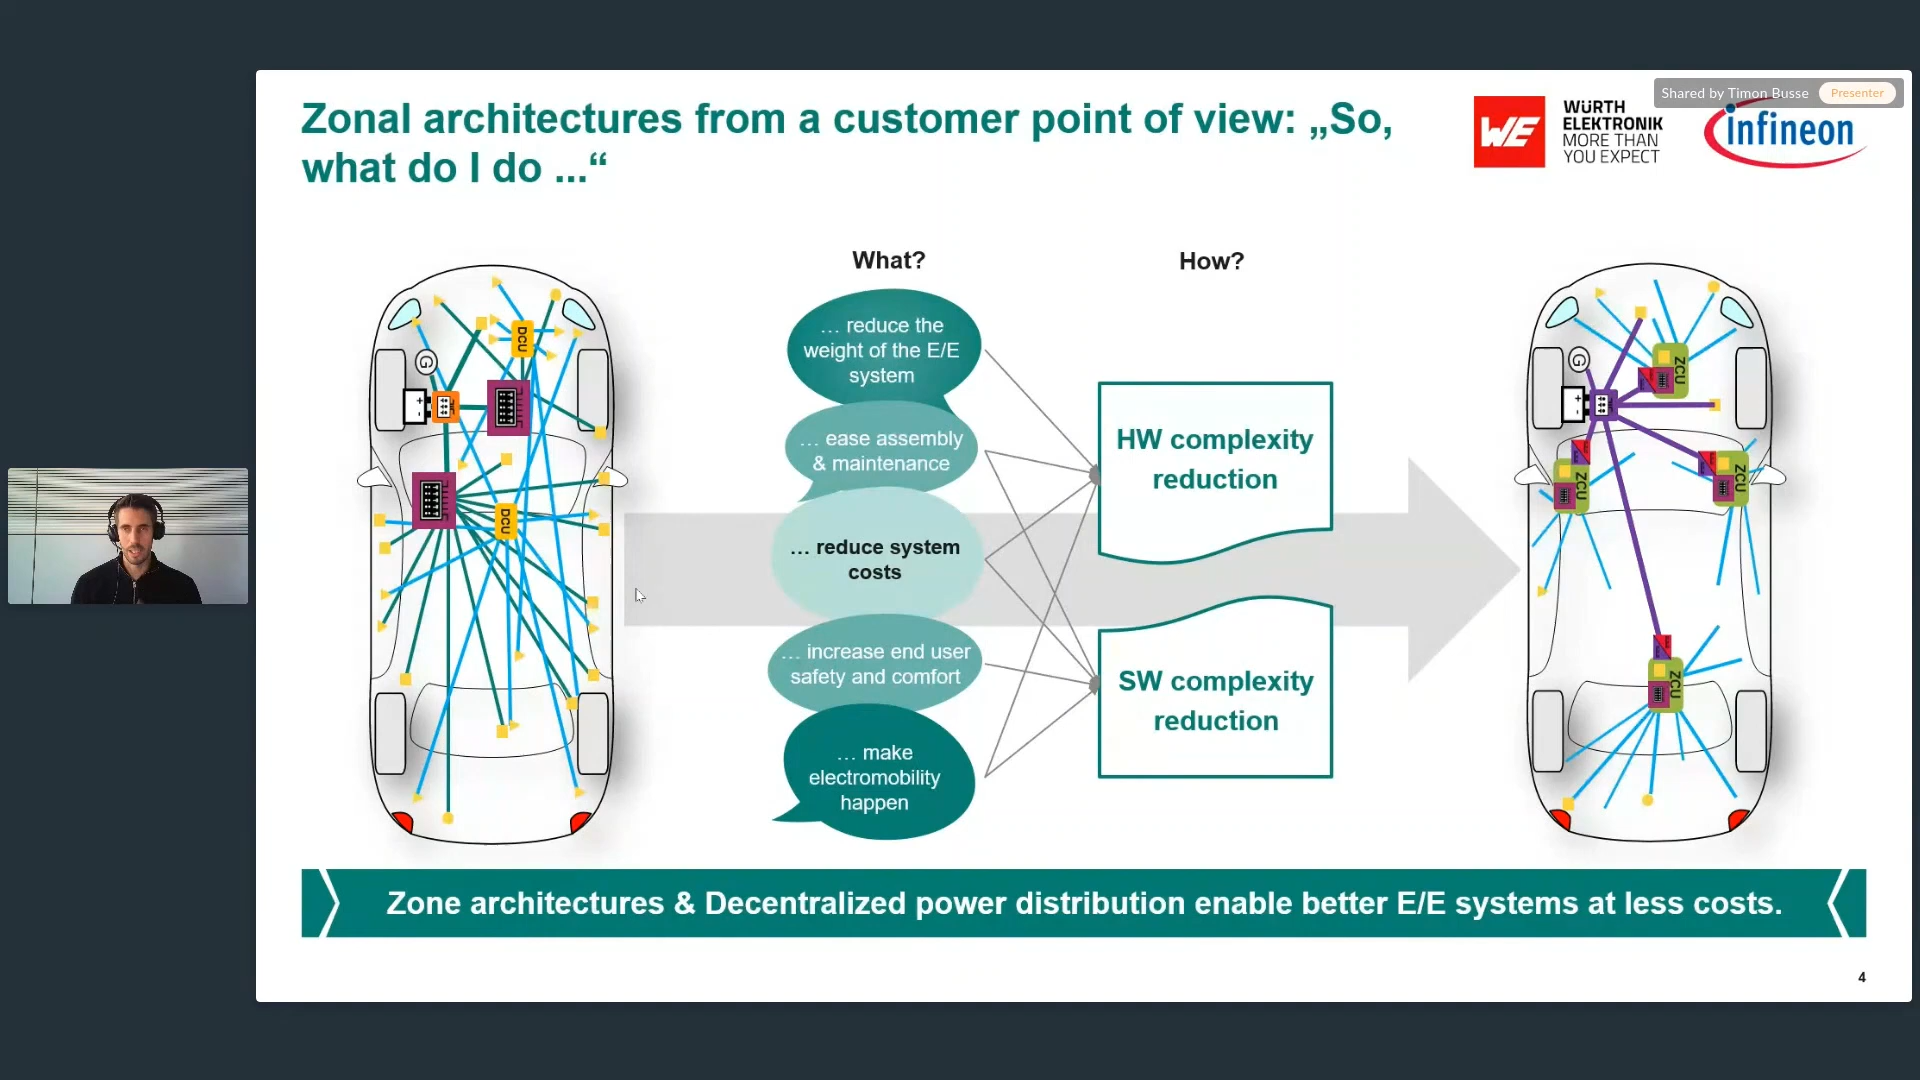 Shared by Timon Busse Presenter
Zonal architectures from a customer point of view: „So,
what do I do ...“
WE
WÜRTH
ELEKTRONIK
MORE THAN
YOU EXPECT
infineon
What?
How?
... reduce the
weight of the E/E
system
... ease assembly
& maintenance
... reduce system
costs
... increase end user
safety and comfort
... make
electromobility
happen
HW complexity
reduction
SW complexity
reduction
DCU
G
+
-
DCU
ZCU
G
+
-
ZCU
ZCU
ZCU
Zone architectures & Decentralized power distribution enable better E/E systems at less costs.
4